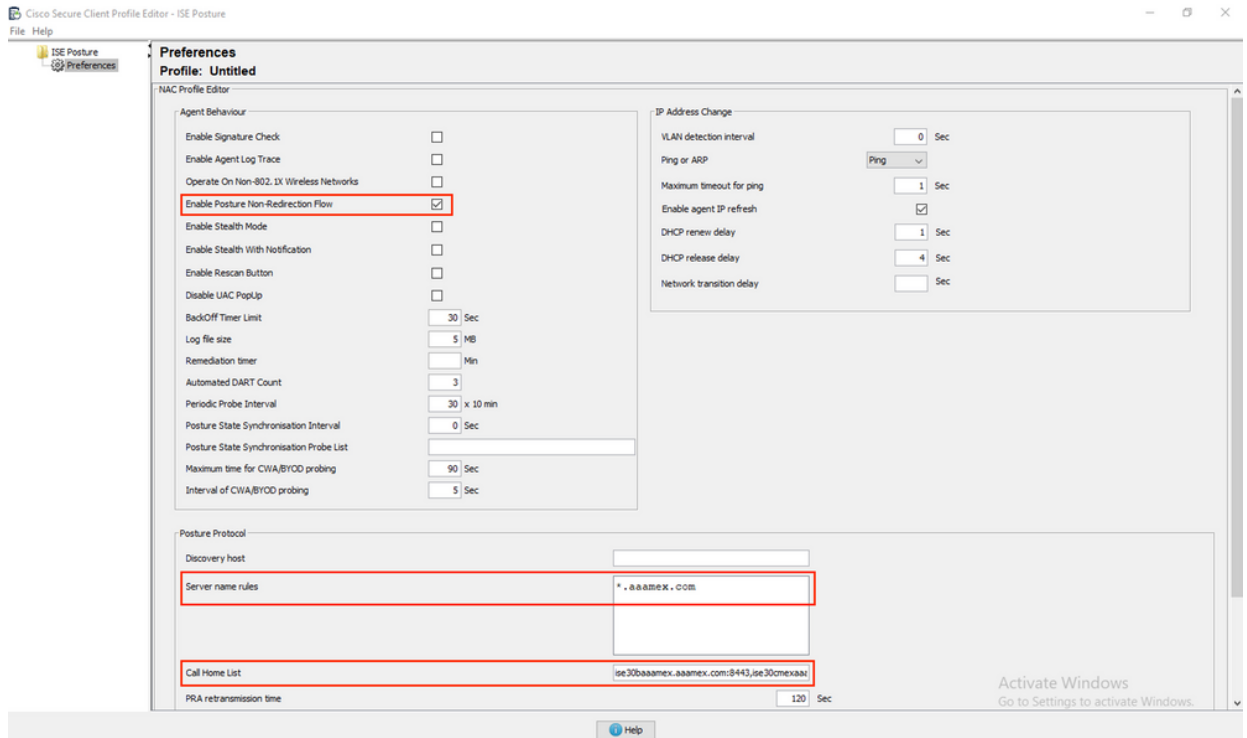 Cisco Secure Client Profile Editor - ISE Posture
File Help
ISE Posture
Preferences
Preferences
Profile: Untitled
NAC Profile Editor
Agent Behaviour
Enable Signature Check
Enable Agent Log Trace
Operate On Non-802.1X Wireless Networks
Enable Posture Non-Redirection Flow
Enable Stealth Mode
Enable Stealth With Notification
Enable Rescan Button
Disable UAC PopUp
BackOff Timer Limit 30 Sec
Log file size 5 MB
Remediation timer Min
Automated DART Count 3
Periodic Probe Interval 30 x 10 min
Posture State Synchronisation Interval 0 Sec
Posture State Synchronisation Probe List
Maximum time for CWA/BYOD probing 90 Sec
Interval of CWA/BYOD probing 5 Sec
IP Address Change
VLAN detection interval 0 Sec
Ping or ARP Ping
Maximum timeout for ping 1 Sec
Enable agent IP refresh
DHCP renew delay 1 Sec
DHCP release delay 4 Sec
Network transition delay Sec
Posture Protocol
Discovery host
Server name rules *.aaamex.com
Call Home List ise30baaamex.aaamex.com:8443,ise30cmexaaa
PRA retransmission time 120 Sec
Activate Windows
Go to Settings to activate Windows.
Help